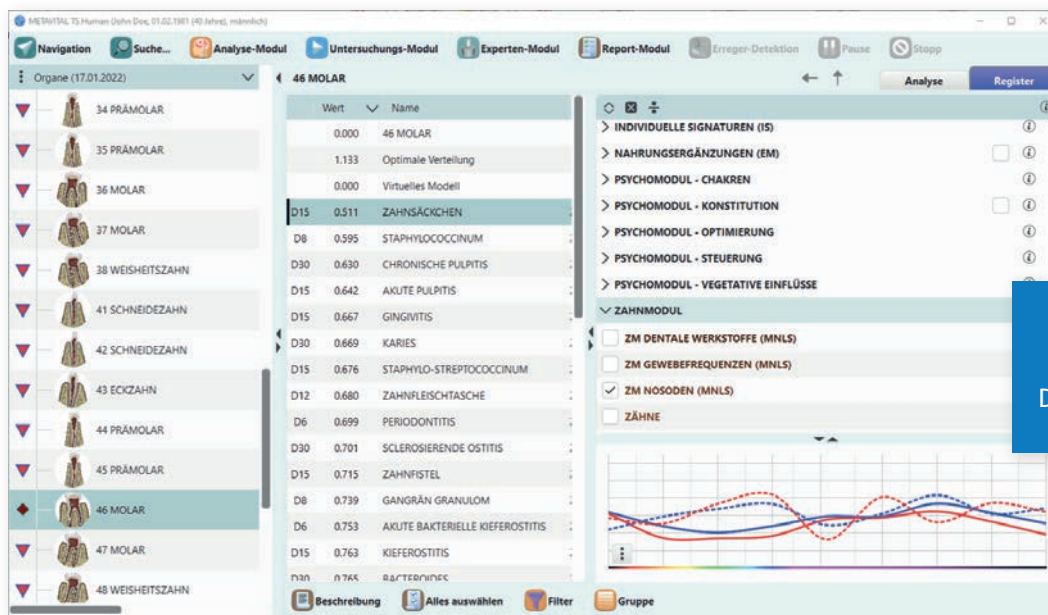 METAVITAL TS.Human (John Doe, 01.02.1981 (40 Jahre), männlich)
Navigation Suche... Analyse-Modul Untersuchungs-Modul Experten-Modul Report-Modul Erreger-Detektion Pause Stopp
Organe (17.01.2022)
34 PRÄMOLAR
35 PRÄMOLAR
36 MOLAR
37 MOLAR
38 WEISHEITSZAHN
41 SCHNEIDEZAHN
42 SCHNEIDEZAHN
43 ECKZAHN
44 PRÄMOLAR
45 PRÄMOLAR
46 MOLAR
47 MOLAR
48 WEISHEITSZAHN
46 MOLAR
Wert Name
0.000 46 MOLAR
1.133 Optimale Verteilung
0.000 Virtuelles Modell
D15 0.511 ZAHNSÄCKCHEN
D8 0.595 STAPHYLOCOCCINUM
D30 0.630 CHRONISCHE PULPITIS
D15 0.642 AKUTE PULPITIS
D15 0.667 GINGIVITIS
D30 0.669 KARIES
D15 0.676 STAPHYLO-STREPTOCOCCINUM
D12 0.680 ZAHNFLEISCHTASCHE
D6 0.699 PERIODONTITIS
D30 0.701 SCLEROSIERENDE OSTITIS
D15 0.715 ZAHNFISTEL
D8 0.739 GANGRÄN GRANULOM
D6 0.753 AKUTE BAKTERIELLE KIEFEROSTITIS
D15 0.763 KIEFEROSTITIS
D30 0.765 BACTEROIDES
Analyse Register
INDIVIDUELLE SIGNATUREN (IS)
NAHRUNGSERGÄNZUNGEN (EM)
PSYCHOMODUL - CHAKREN
PSYCHOMODUL - KONSTITUTION
PSYCHOMODUL - OPTIMIERUNG
PSYCHOMODUL - STEUERUNG
PSYCHOMODUL - VEGETATIVE EINFLÜSSE
ZAHNMODUL
ZM DENTALE WERKSTOFFE (MNLS)
ZM GEWEBEFREQUENZEN (MNLS)
ZM NOSODEN (MNLS)
ZÄHNE
D
Beschreibung Alles auswählen Filter Gruppe